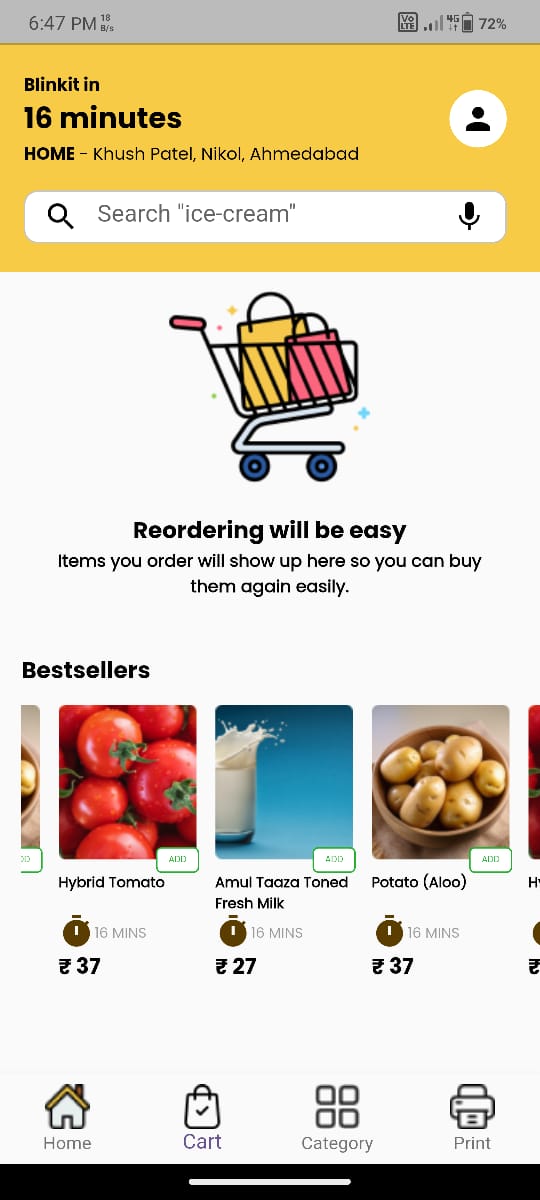 6:47 PM 18 B/s Vo LTE 4G 72%
Blinkit in
16 minutes
HOME - Khush Patel, Nikol, Ahmedabad
Search "ice-cream"
Reordering will be easy
Items you order will show up here so you can buy
them again easily.
Bestsellers
ADD ADD ADD
Hybrid Tomato Amul Taaza Toned Potato (Aloo)
Fresh Milk
16 MINS 16 MINS 16 MINS
₹ 37 ₹ 27 ₹ 37 ₹
Home Cart Category Print